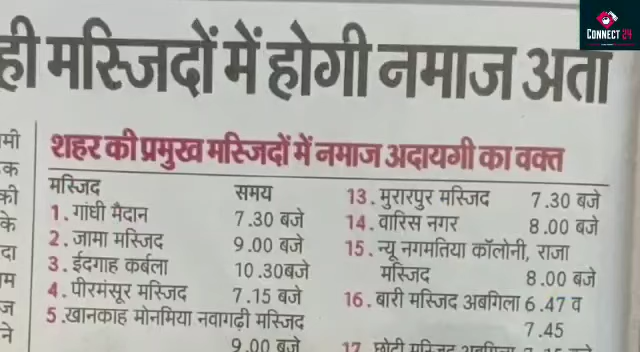 CONNECT 24
ही मस्जिदों में होगी नमाज अता
शहर की प्रमुख मस्जिदों में नमाज अदायगी का वक्त
मस्जिद समय
1. गांधी मैदान 7.30 बजे
2. जामा मस्जिद 9.00 बजे
3. ईदगाह कर्बला 10.30बजे
4. पीरमंसूर मस्जिद 7.15 बजे
5.खानकाह मोनमिया नवागढ़ी मस्जिद
9.00 बजे
13. मुरारपुर मस्जिद 7.30 बजे
14. वारिस नगर 8.00 बजे
15. न्यू नगमतिया कॉलोनी, राजा
मस्जिद 8.00 बजे
16. बारी मस्जिद अबगिला 6.47 व
7.45
17.
मी
क
की
के
दा
म
ज
ने